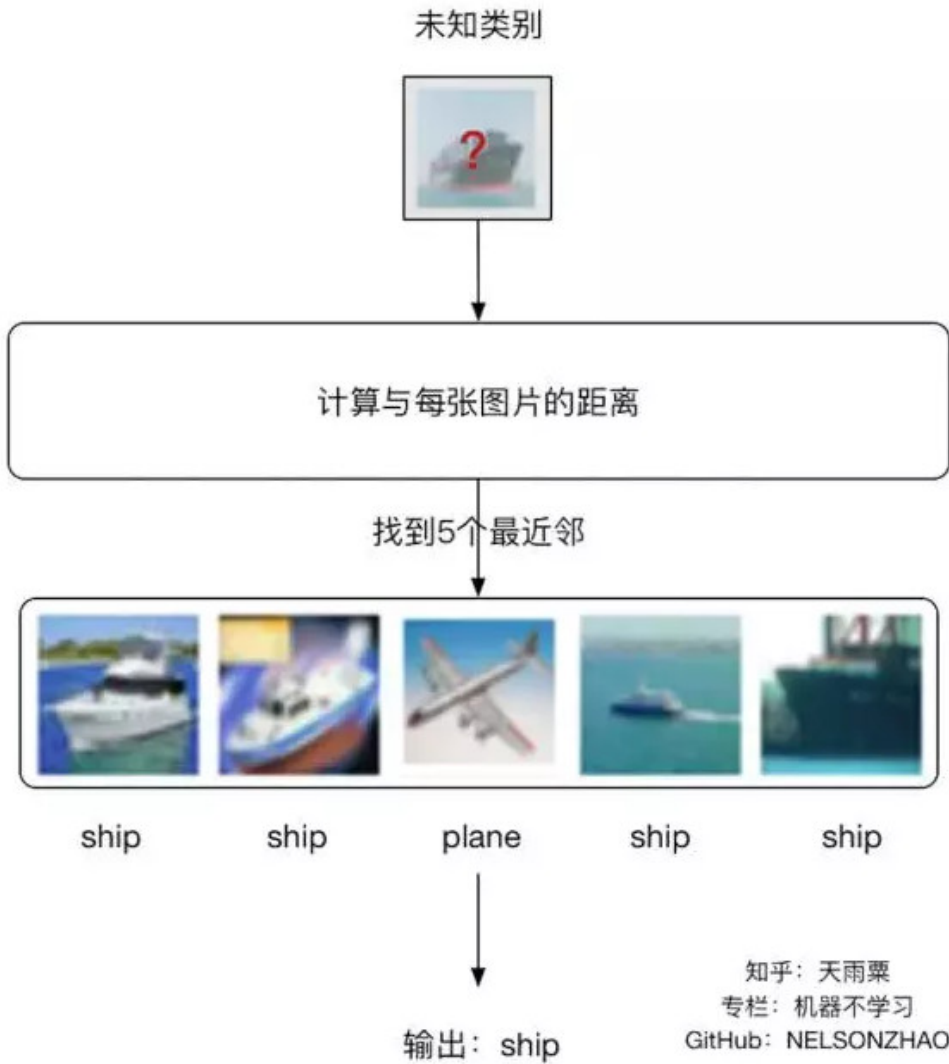 未知类别
?
计算与每张图片的距离
找到5个最近邻
ship ship plane ship ship
知乎：天雨粟
专栏：机器不学习
GitHub：NELSONZHAO
输出：ship